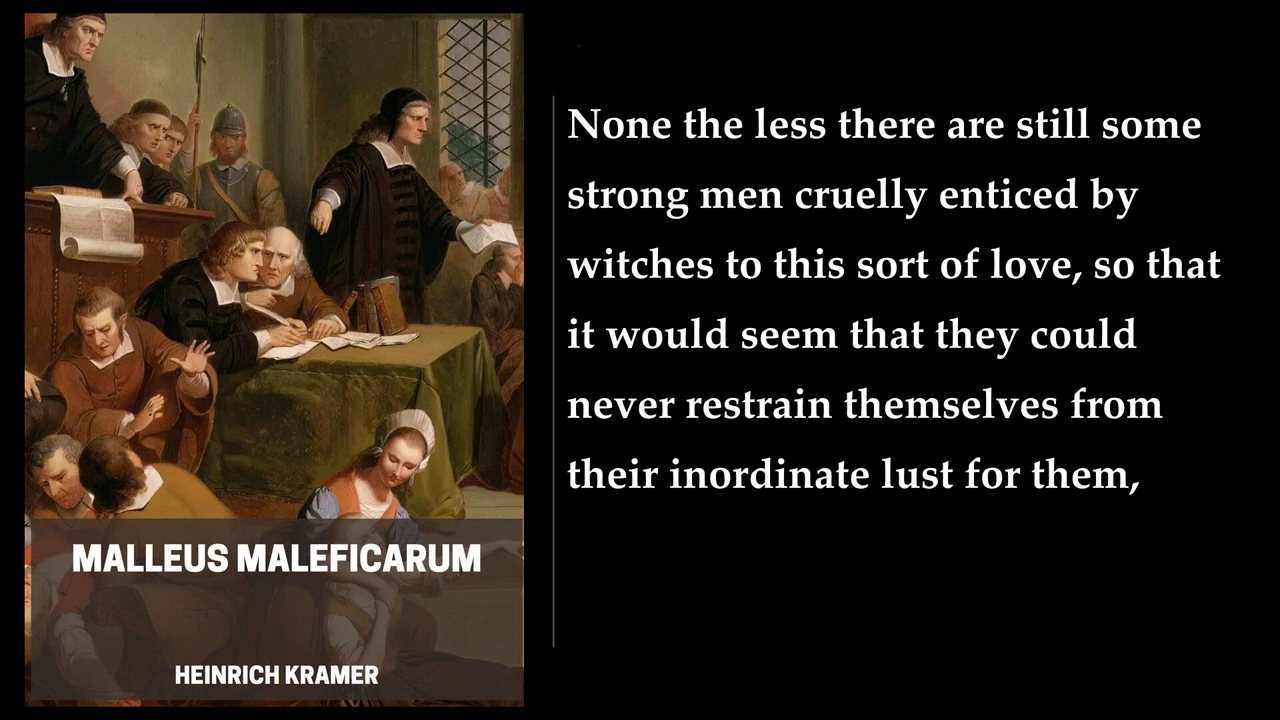 None the less there are still some
strong men cruelly enticed by
witches to this sort of love, so that
it would seem that they could
never restrain themselves from
their inordinate lust for them,
MALLEUS MALEFICARUM
HEINRICH KRAMER